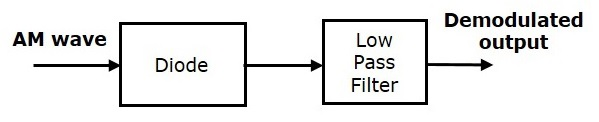 AM wave
Diode
Low
Pass
Filter
Demodulated
output